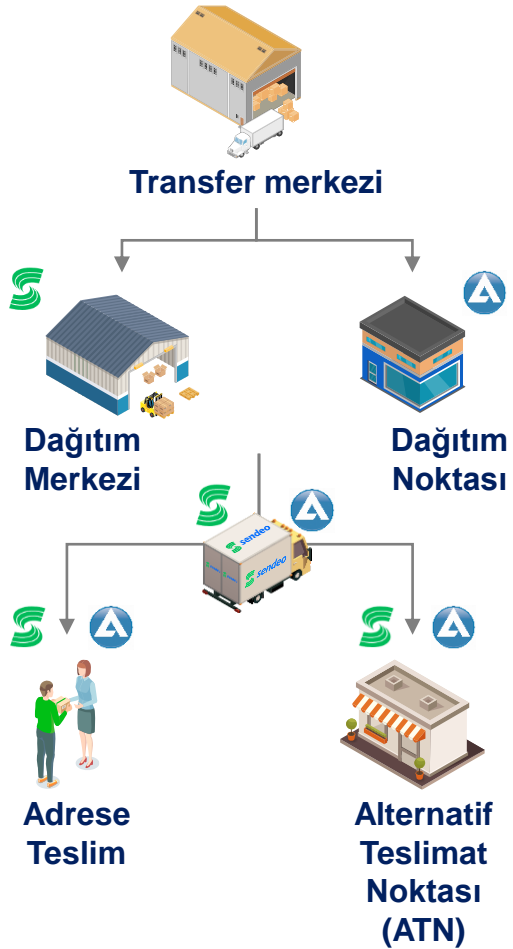 Transfer merkezi
Dağıtım
Merkezi
Dağıtım
Noktası
sendeo
sendeo
Adrese
Teslim
Alternatif
Teslimat
Noktası
(ATN)